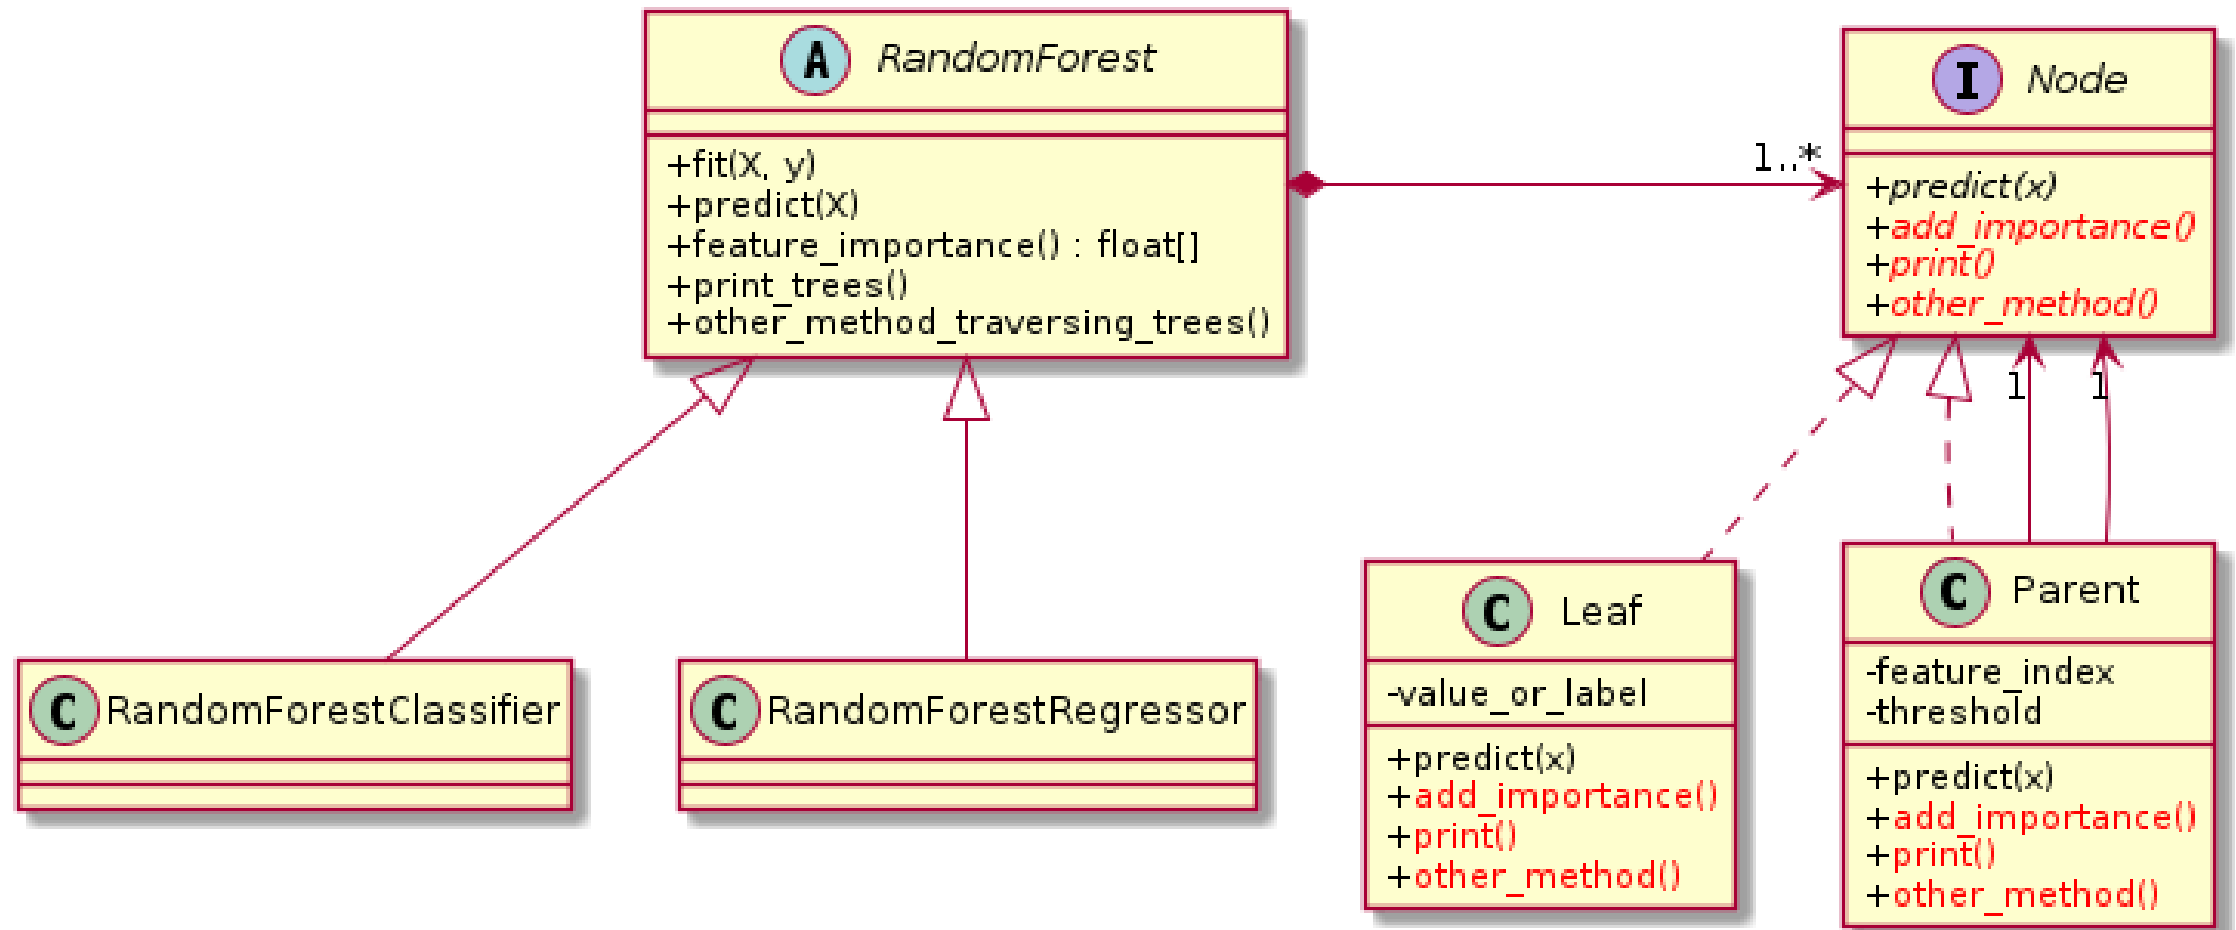 A RandomForest
+fit(X, y)
+predict(X)
+feature_importance() : float[]
+print_trees()
+other_method_traversing_trees()
1..*
I Node
+predict(x)
+add_importance()
+print()
+other_method()
1
1
C RandomForestClassifier
C RandomForestRegressor
C Leaf
-value_or_label
+predict(x)
+add_importance()
+print()
+other_method()
C Parent
-feature_index
-threshold
+predict(x)
+add_importance()
+print()
+other_method()